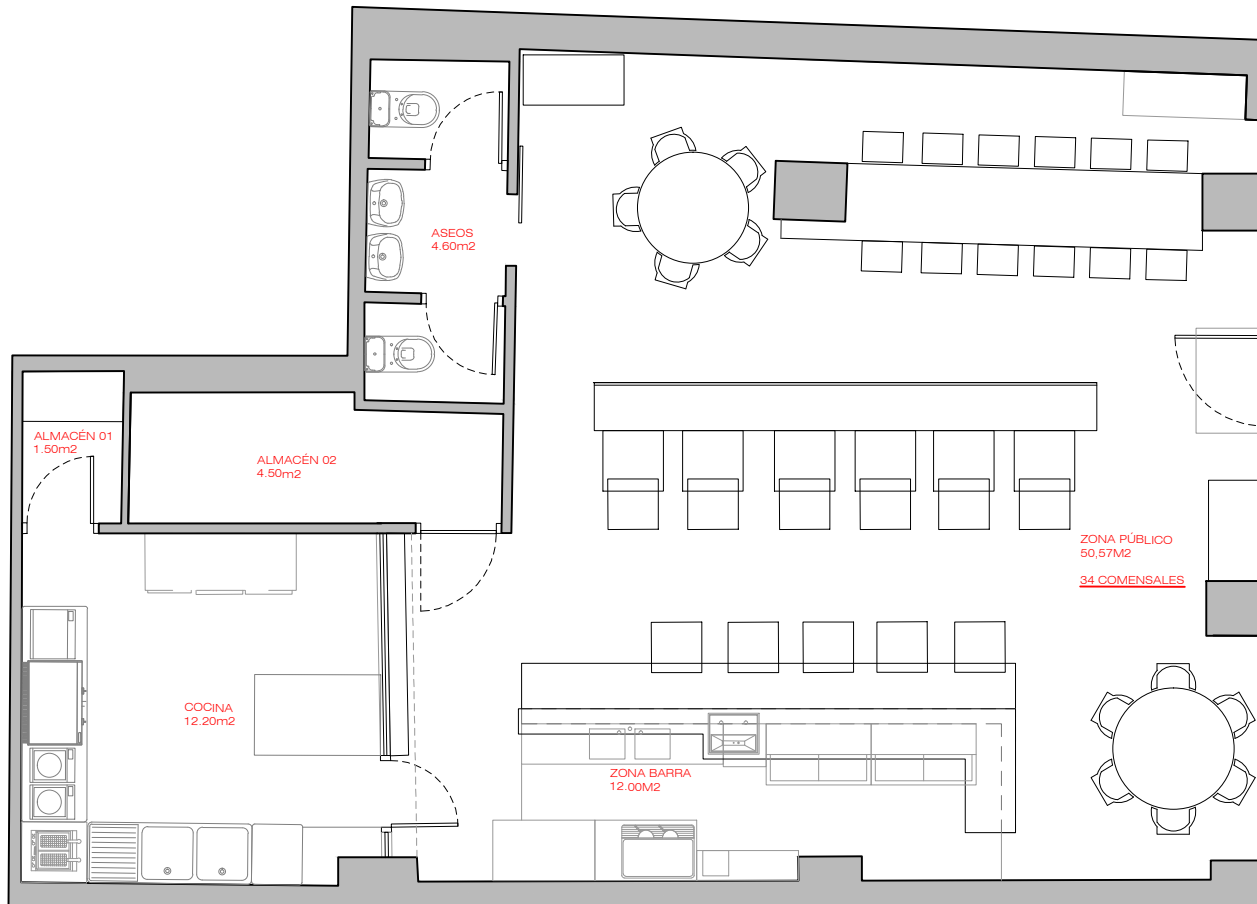 ASEOS
4.60m2
ALMACÉN 01
1.50m2
ALMACÉN 02
4.50m2
ZONA PÚBLICO
50,57M2
34 COMENSALES
COCINA
12.20m2
ZONA BARRA
12.00M2